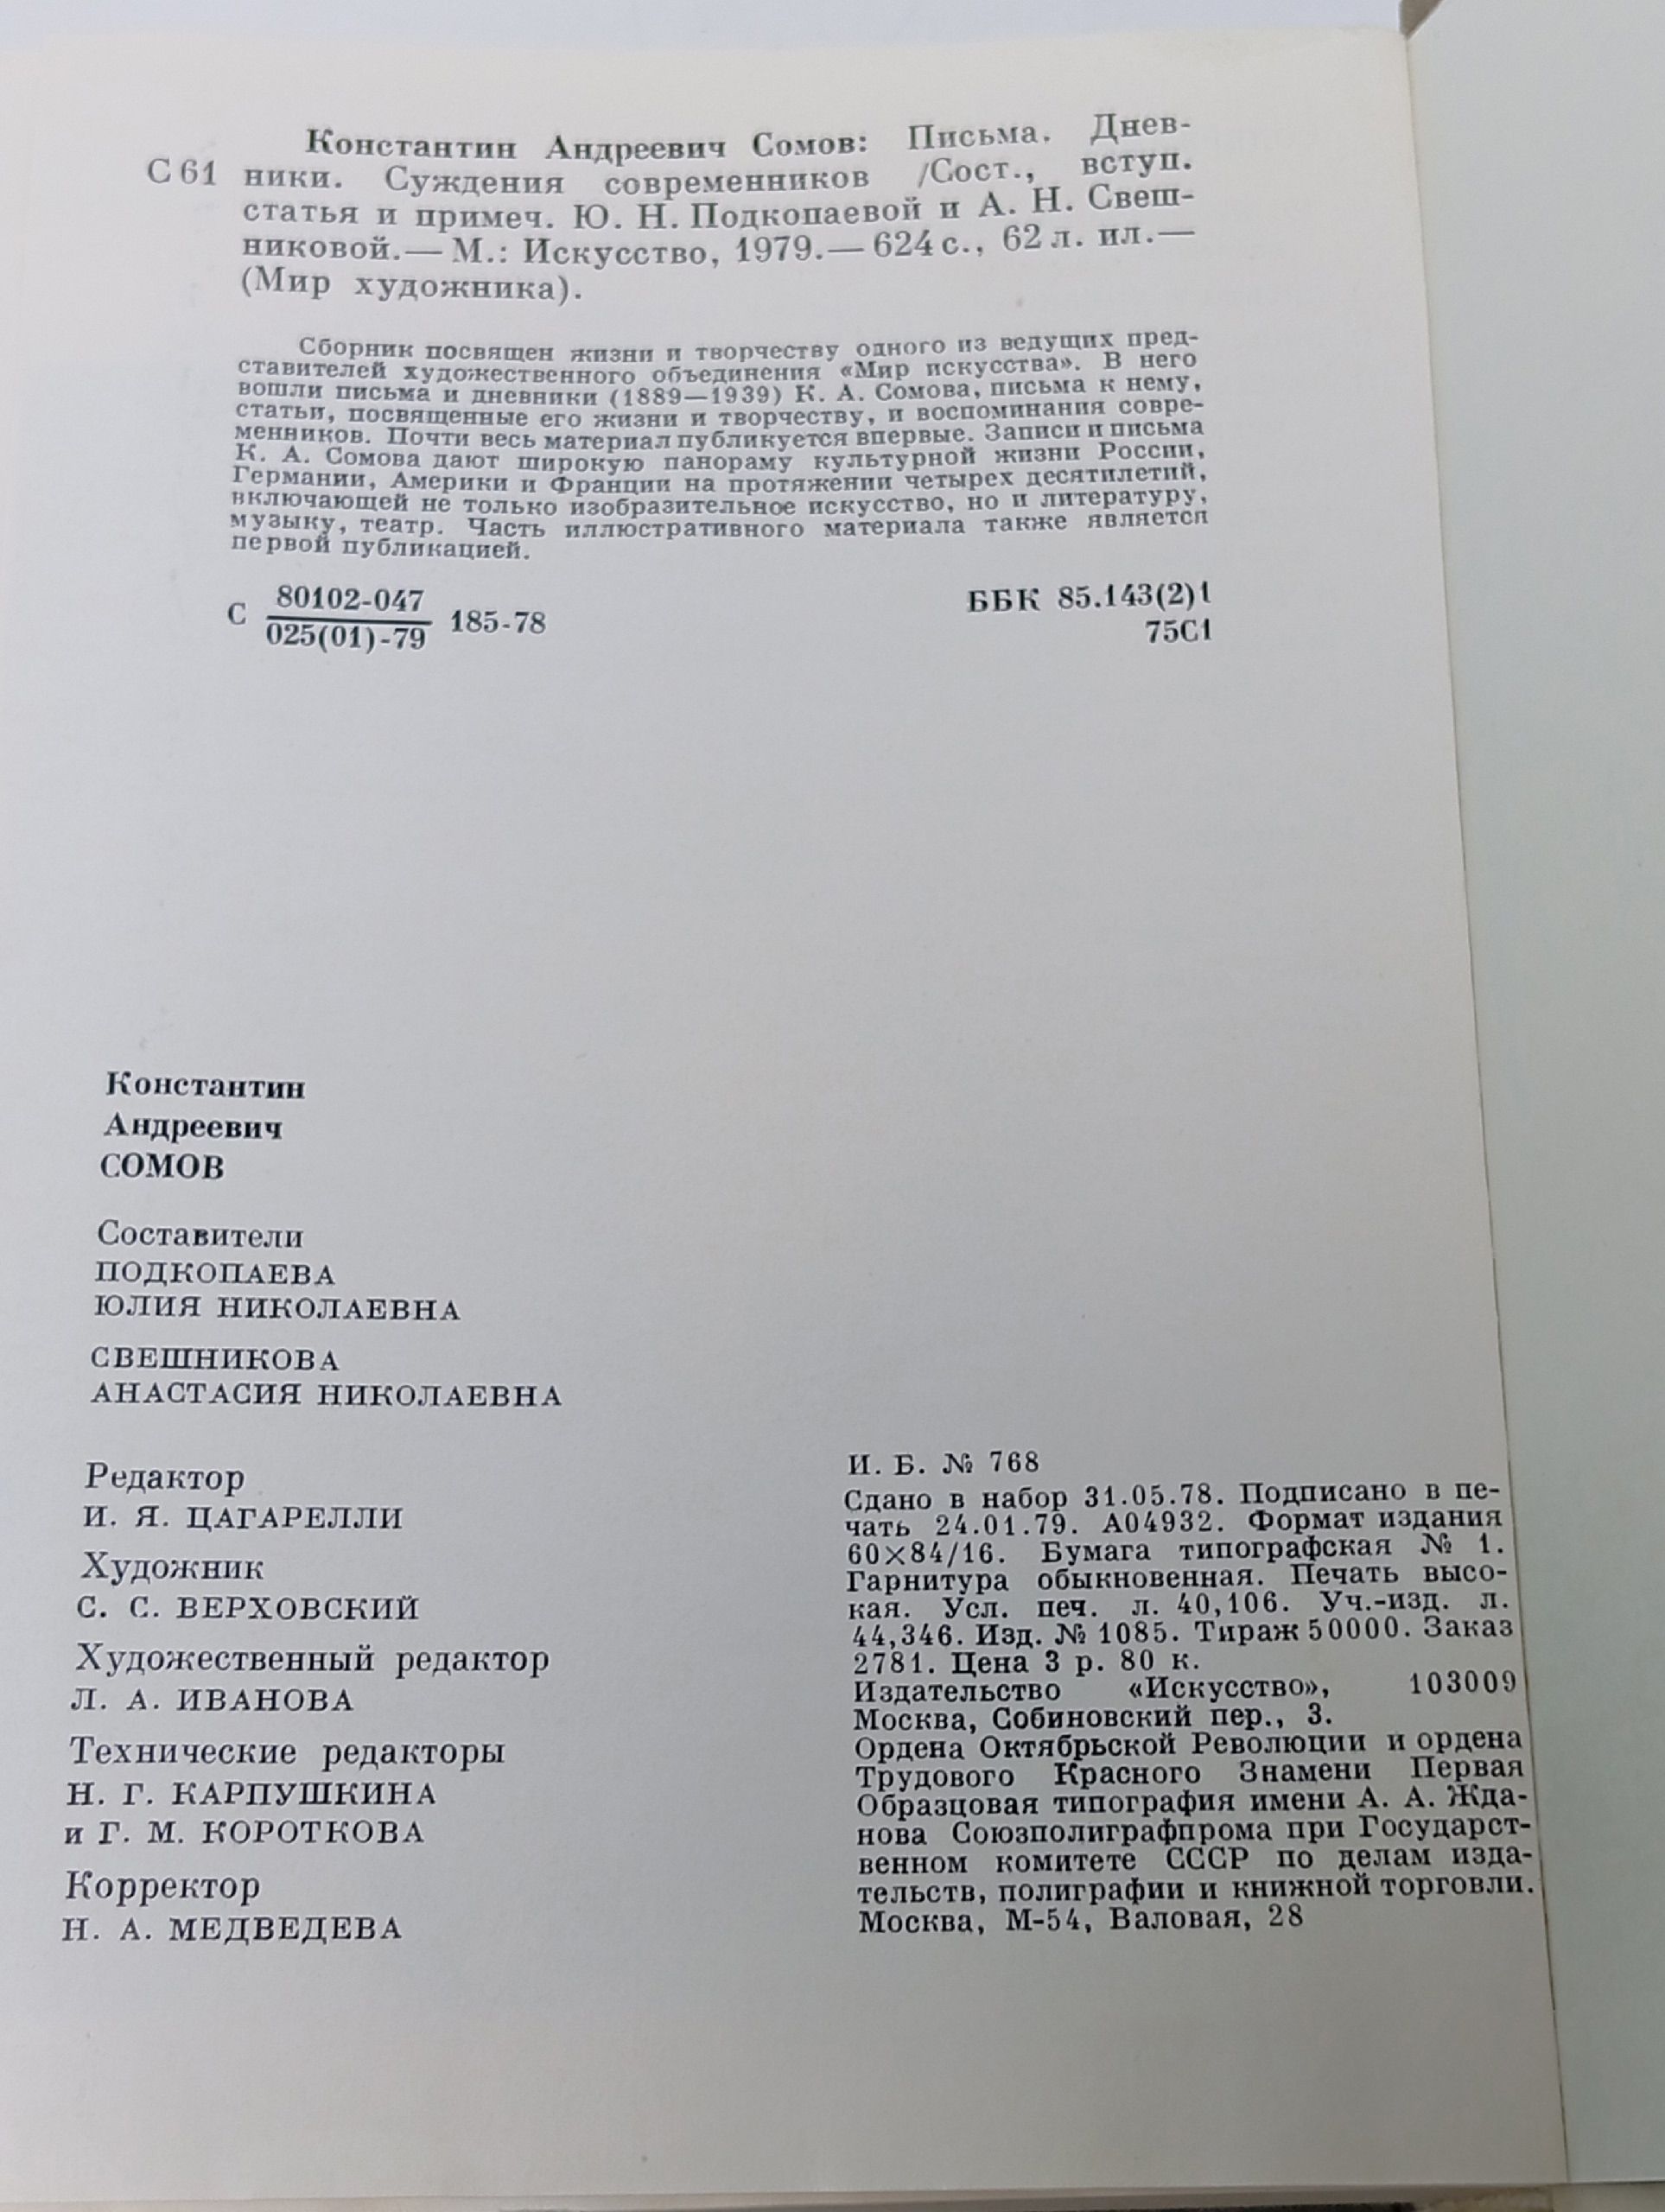 Константин Андреевич Сомов: Письма. Днев-
С 61 ники. Суждения современников /Сост., вступ.
статья и примеч. Ю. Н. Подкопаевой и А. Н. Свеш-
никовой.— М.: Искусство, 1979.— 624 с., 62 л. ил.—
(Мир художника).
Сборник посвящен жизни и творчеству одного из ведущих пред-
ставителей художественного объединения «Мир искусства». В него
вошли письма и дневники (1889—1939) К. А. Сомова, письма к нему,
статьи, посвященные его жизни и творчеству, и воспоминания совре-
менников. Почти весь материал публикуется впервые. Записи и письма
К. А. Сомова дают широкую панораму культурной жизни России,
Германии, Америки и Франции на протяжении четырех десятилетий,
включающей не только изобразительное искусство, но и литературу,
музыку, театр. Часть иллюстративного материала также является
первой публикацией.
С 80102-047
025(01)-79 185-78
ББК 85.143(2)1
75С1
Константин
Андреевич
СОМОВ
Составители
ПОДКОПАЕВА
ЮЛИЯ НИКОЛАЕВНА
СВЕШНИКОВА
АНАСТАСИЯ НИКОЛАЕВНА
Редактор
И. Я. ЦАГАРЕЛЛИ
Художник
С. С. ВЕРХОВСКИЙ
Художественный редактор
Л. А. ИВАНОВА
Технические редакторы
Н. Г. КАРПУШКИНА
и Г. М. КОРОТКОВА
Корректор
Н. А. МЕДВЕДЕВА
И. Б. № 768
Сдано в набор 31.05.78. Подписано в пе-
чать 24.01.79. А04932. Формат издания
60×84/16. Бумага типографская № 1.
Гарнитура обыкновенная. Печать высо-
кая. Усл. печ. л. 40,106. Уч.-изд. л.
44,346. Изд. № 1085. Тираж 50000. Заказ
2781. Цена 3 р. 80 к.
Издательство «Искусство», 103009
Москва, Собиновский пер., 3.
Ордена Октябрьской Революции и ордена
Трудового Красного Знамени Первая
Образцовая типография имени А. А. Жда-
нова Союзполиграфпрома при Государст-
венном комитете СССР по делам изда-
тельств, полиграфии и книжной торговли.
Москва, М-54, Валовая, 28